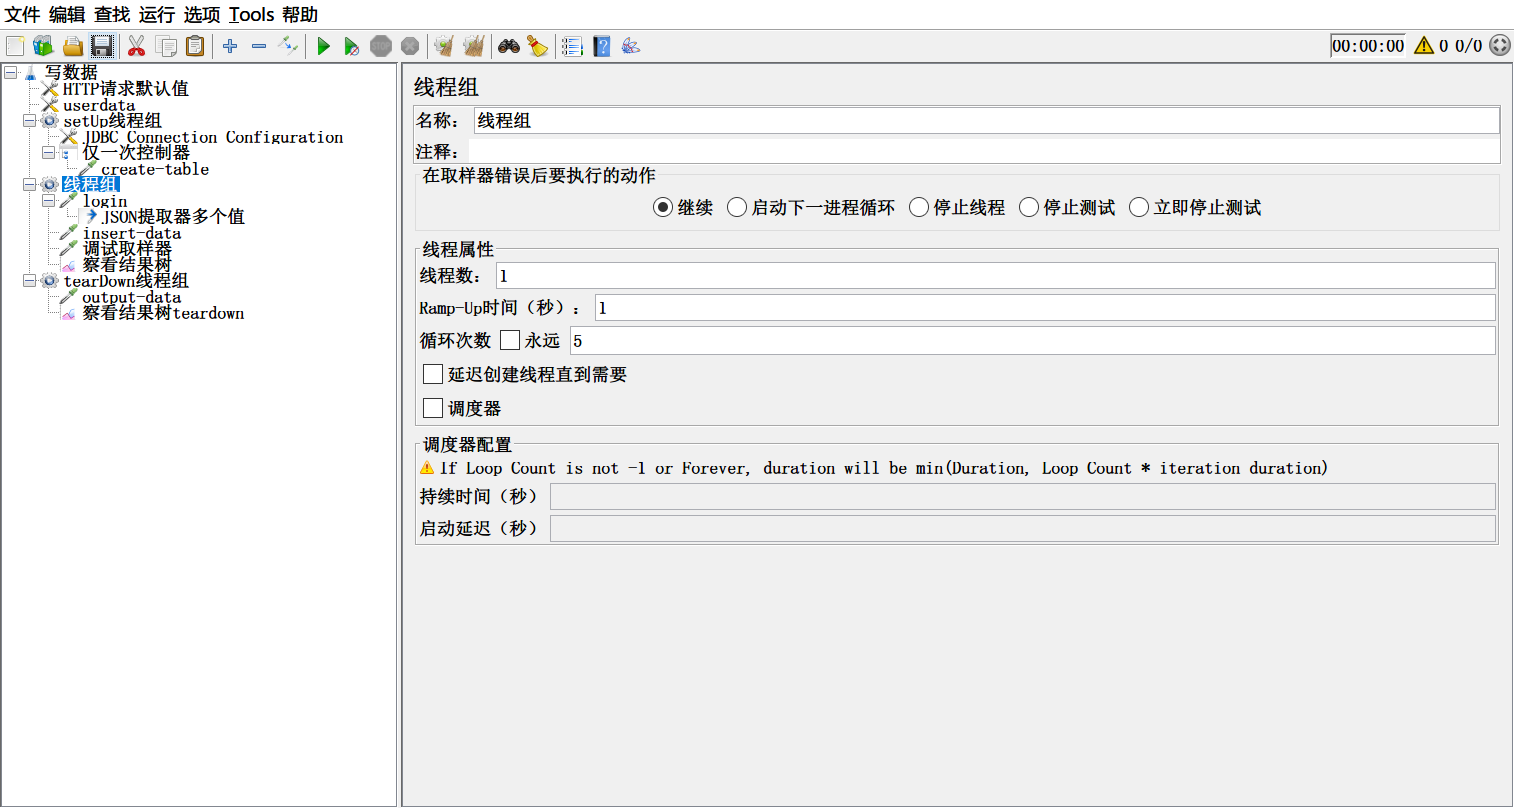 文件 编辑 查找 运行 选项 Tools 帮助
STOP
00:00:00 0 0/0
写数据
HTTP请求默认值
userdata
setUp线程组
JDBC Connection Configuration
仅一次控制器
create-table
线程组
login
JSON提取器多个值
insert-data
调试取样器
察看结果树
tearDown线程组
output-data
察看结果树teardown
线程组
名称： 线程组
注释：
在取样器错误后要执行的动作
继续 启动下一进程循环 停止线程 停止测试 立即停止测试
线程属性
线程数： 1
Ramp-Up时间（秒）： 1
循环次数 永远 5
延迟创建线程直到需要
调度器
调度器配置
If Loop Count is not -1 or Forever, duration will be min(Duration, Loop Count * iteration duration)
持续时间（秒）
启动延迟（秒）